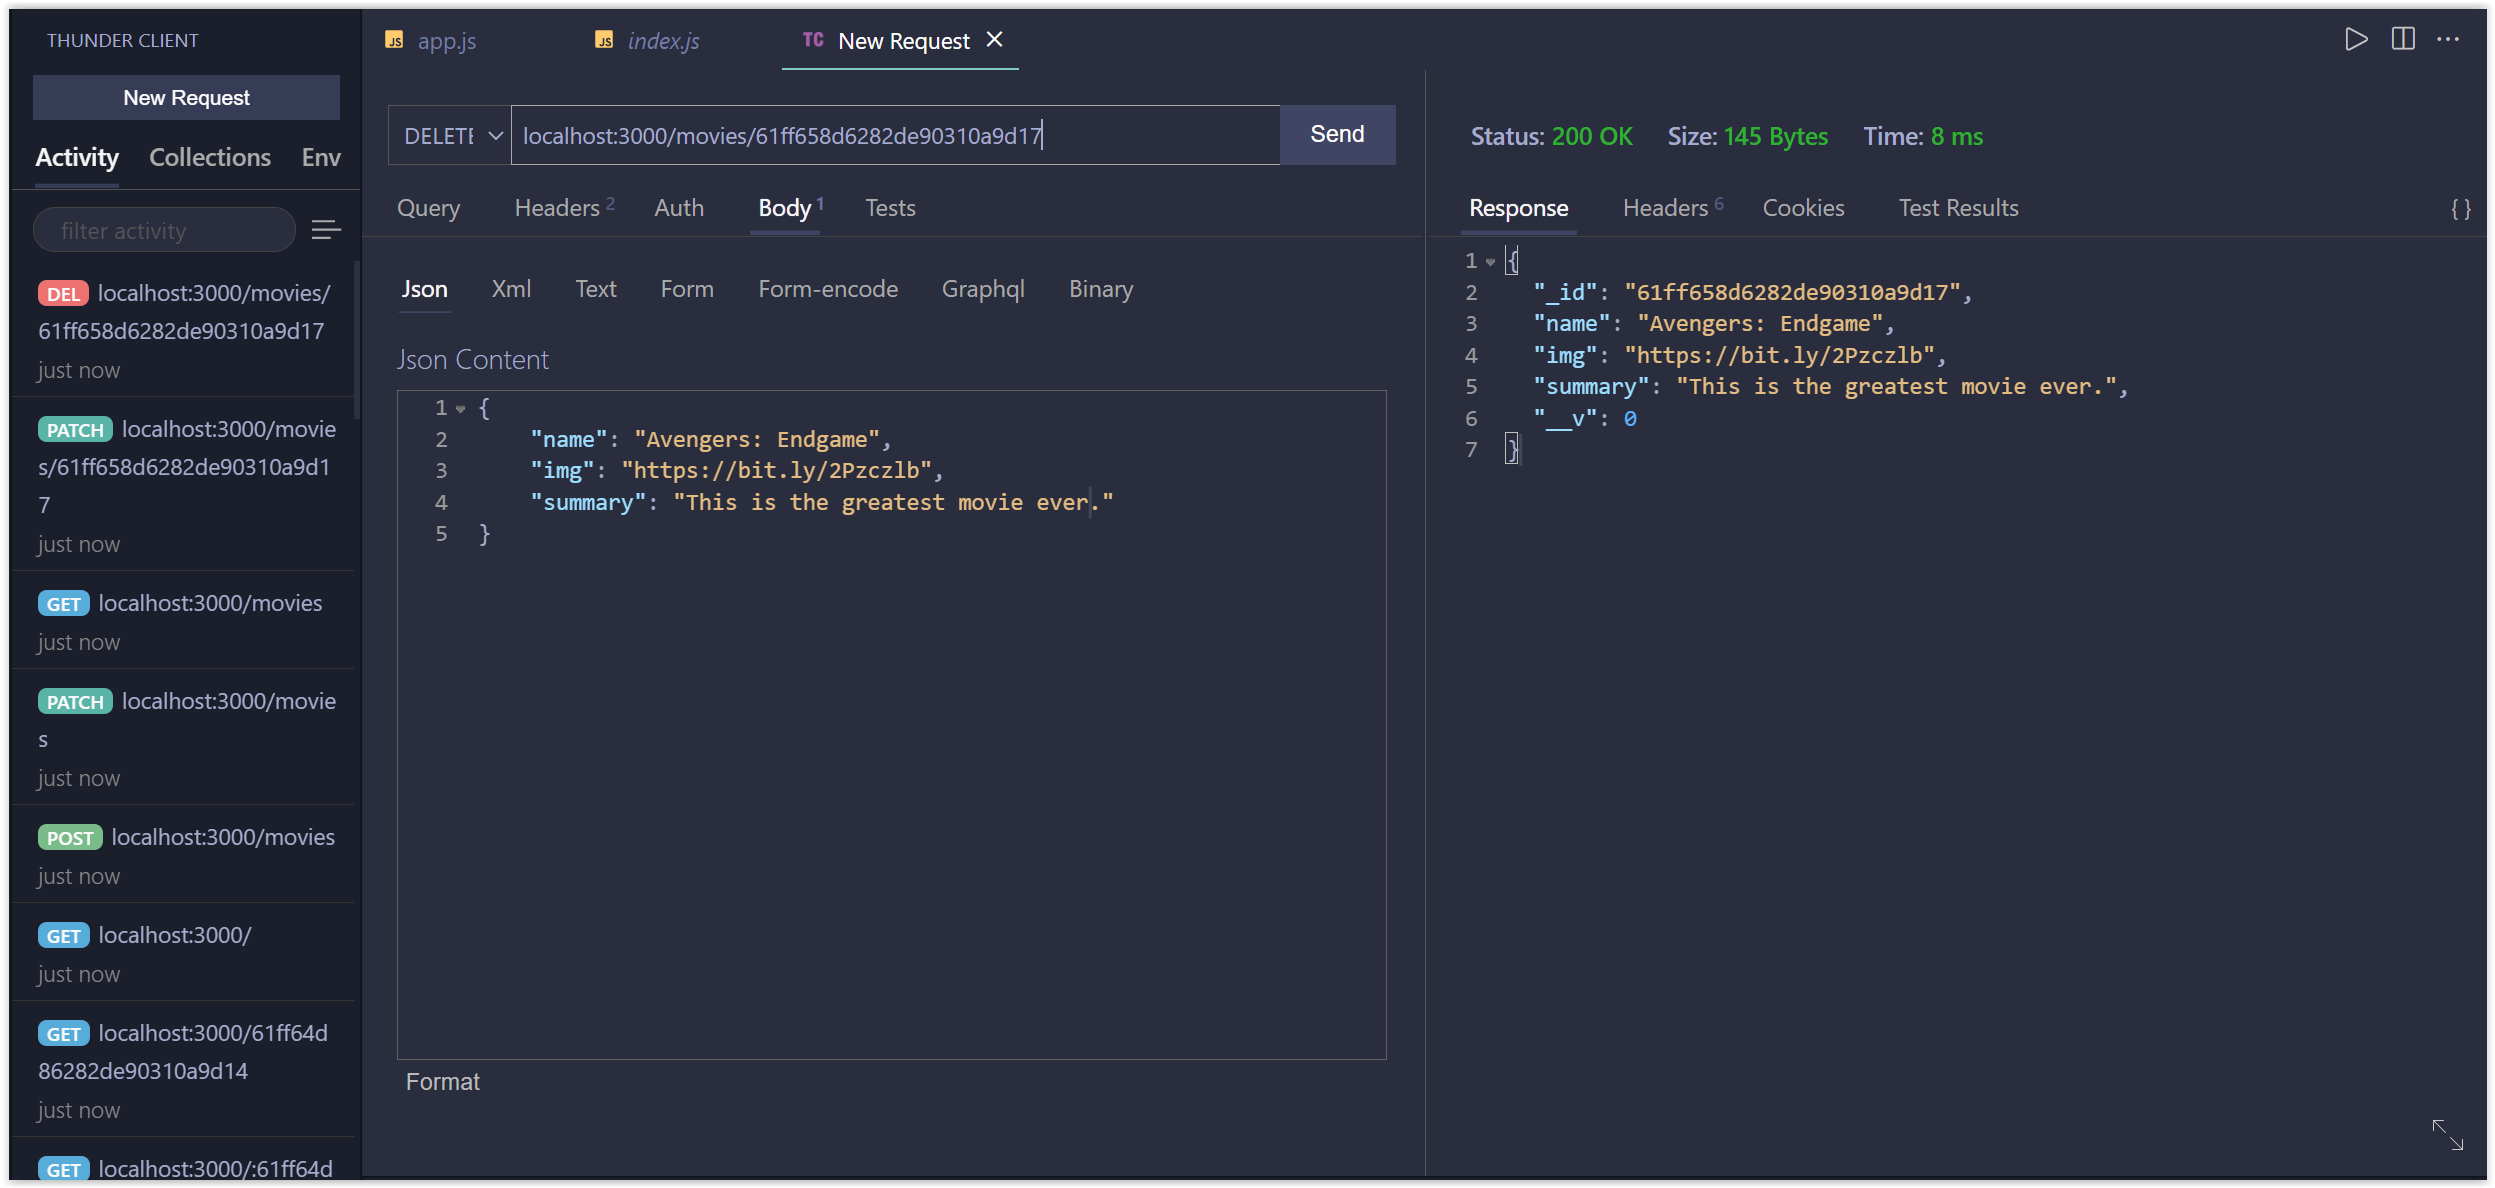 THUNDER CLIENT
New Request
Activity Collections Env
filter activity
DEL localhost:3000/movies/
61ff658d6282de90310a9d17
just now
PATCH localhost:3000/movie
s/61ff658d6282de90310a9d1
7
just now
GET localhost:3000/movies
just now
PATCH localhost:3000/movie
s
just now
POST localhost:3000/movies
just now
GET localhost:3000/
just now
GET localhost:3000/61ff64d
86282de90310a9d14
just now
GET localhost:3000/:61ff64d
JS app.js JS index.js TC New Request
DELETE localhost:3000/movies/61ff658d6282de90310a9d17 Send
Query Headers 2 Auth Body 1 Tests
Json Xml Text Form Form-encode Graphql Binary
Json Content
1 {
2 "name": "Avengers: Endgame",
3 "img": "https://bit.ly/2Pzczlb",
4 "summary": "This is the greatest movie ever."
5 }
Format
Status: 200 OK Size: 145 Bytes Time: 8 ms
Response Headers 6 Cookies Test Results { }
1 {
2 "_id": "61ff658d6282de90310a9d17",
3 "name": "Avengers: Endgame",
4 "img": "https://bit.ly/2Pzczlb",
5 "summary": "This is the greatest movie ever.",
6 "__v": 0
7 }